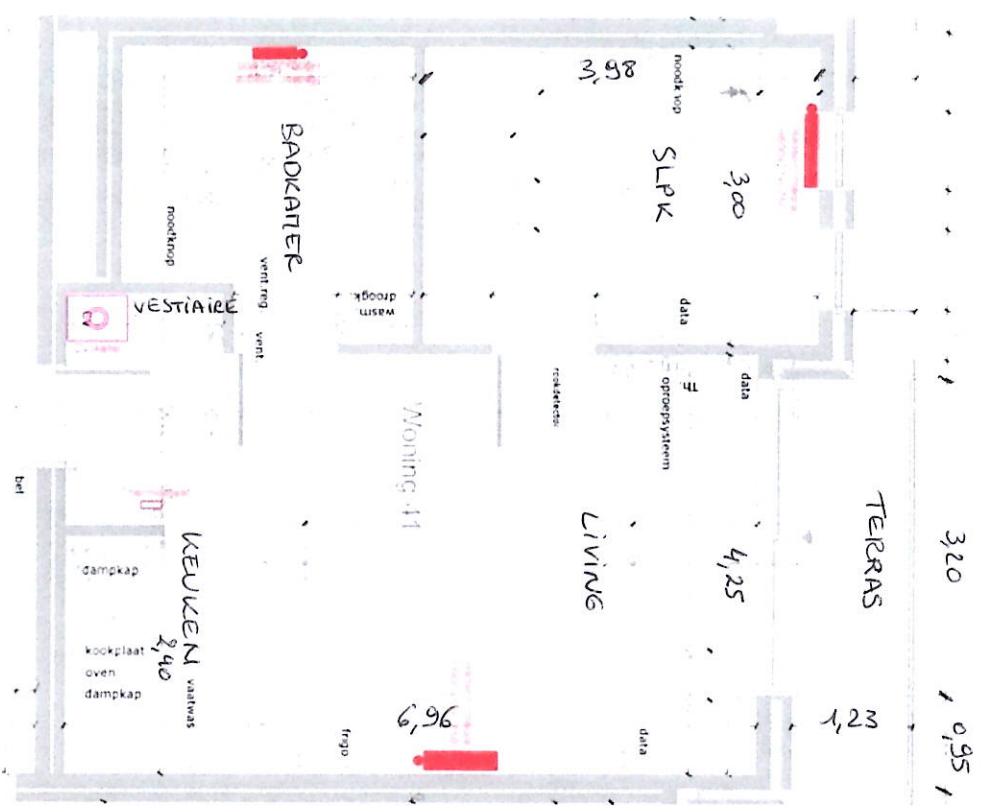 3,98
noodknop
SLPK
3,00
data
BADKAMER
noodknop
vent.reg.
vent.
wasm
droogk.
VESTIAIRE
CV
rookdetector
oproepsysteem
data
Woning 11
LIVING
4,25
TERRAS
3,20
0,95
1,23
bel
KEUKEN
2,40
dampkap
kookplaat
oven
dampkap
vaatwas
frigo
6,96
data